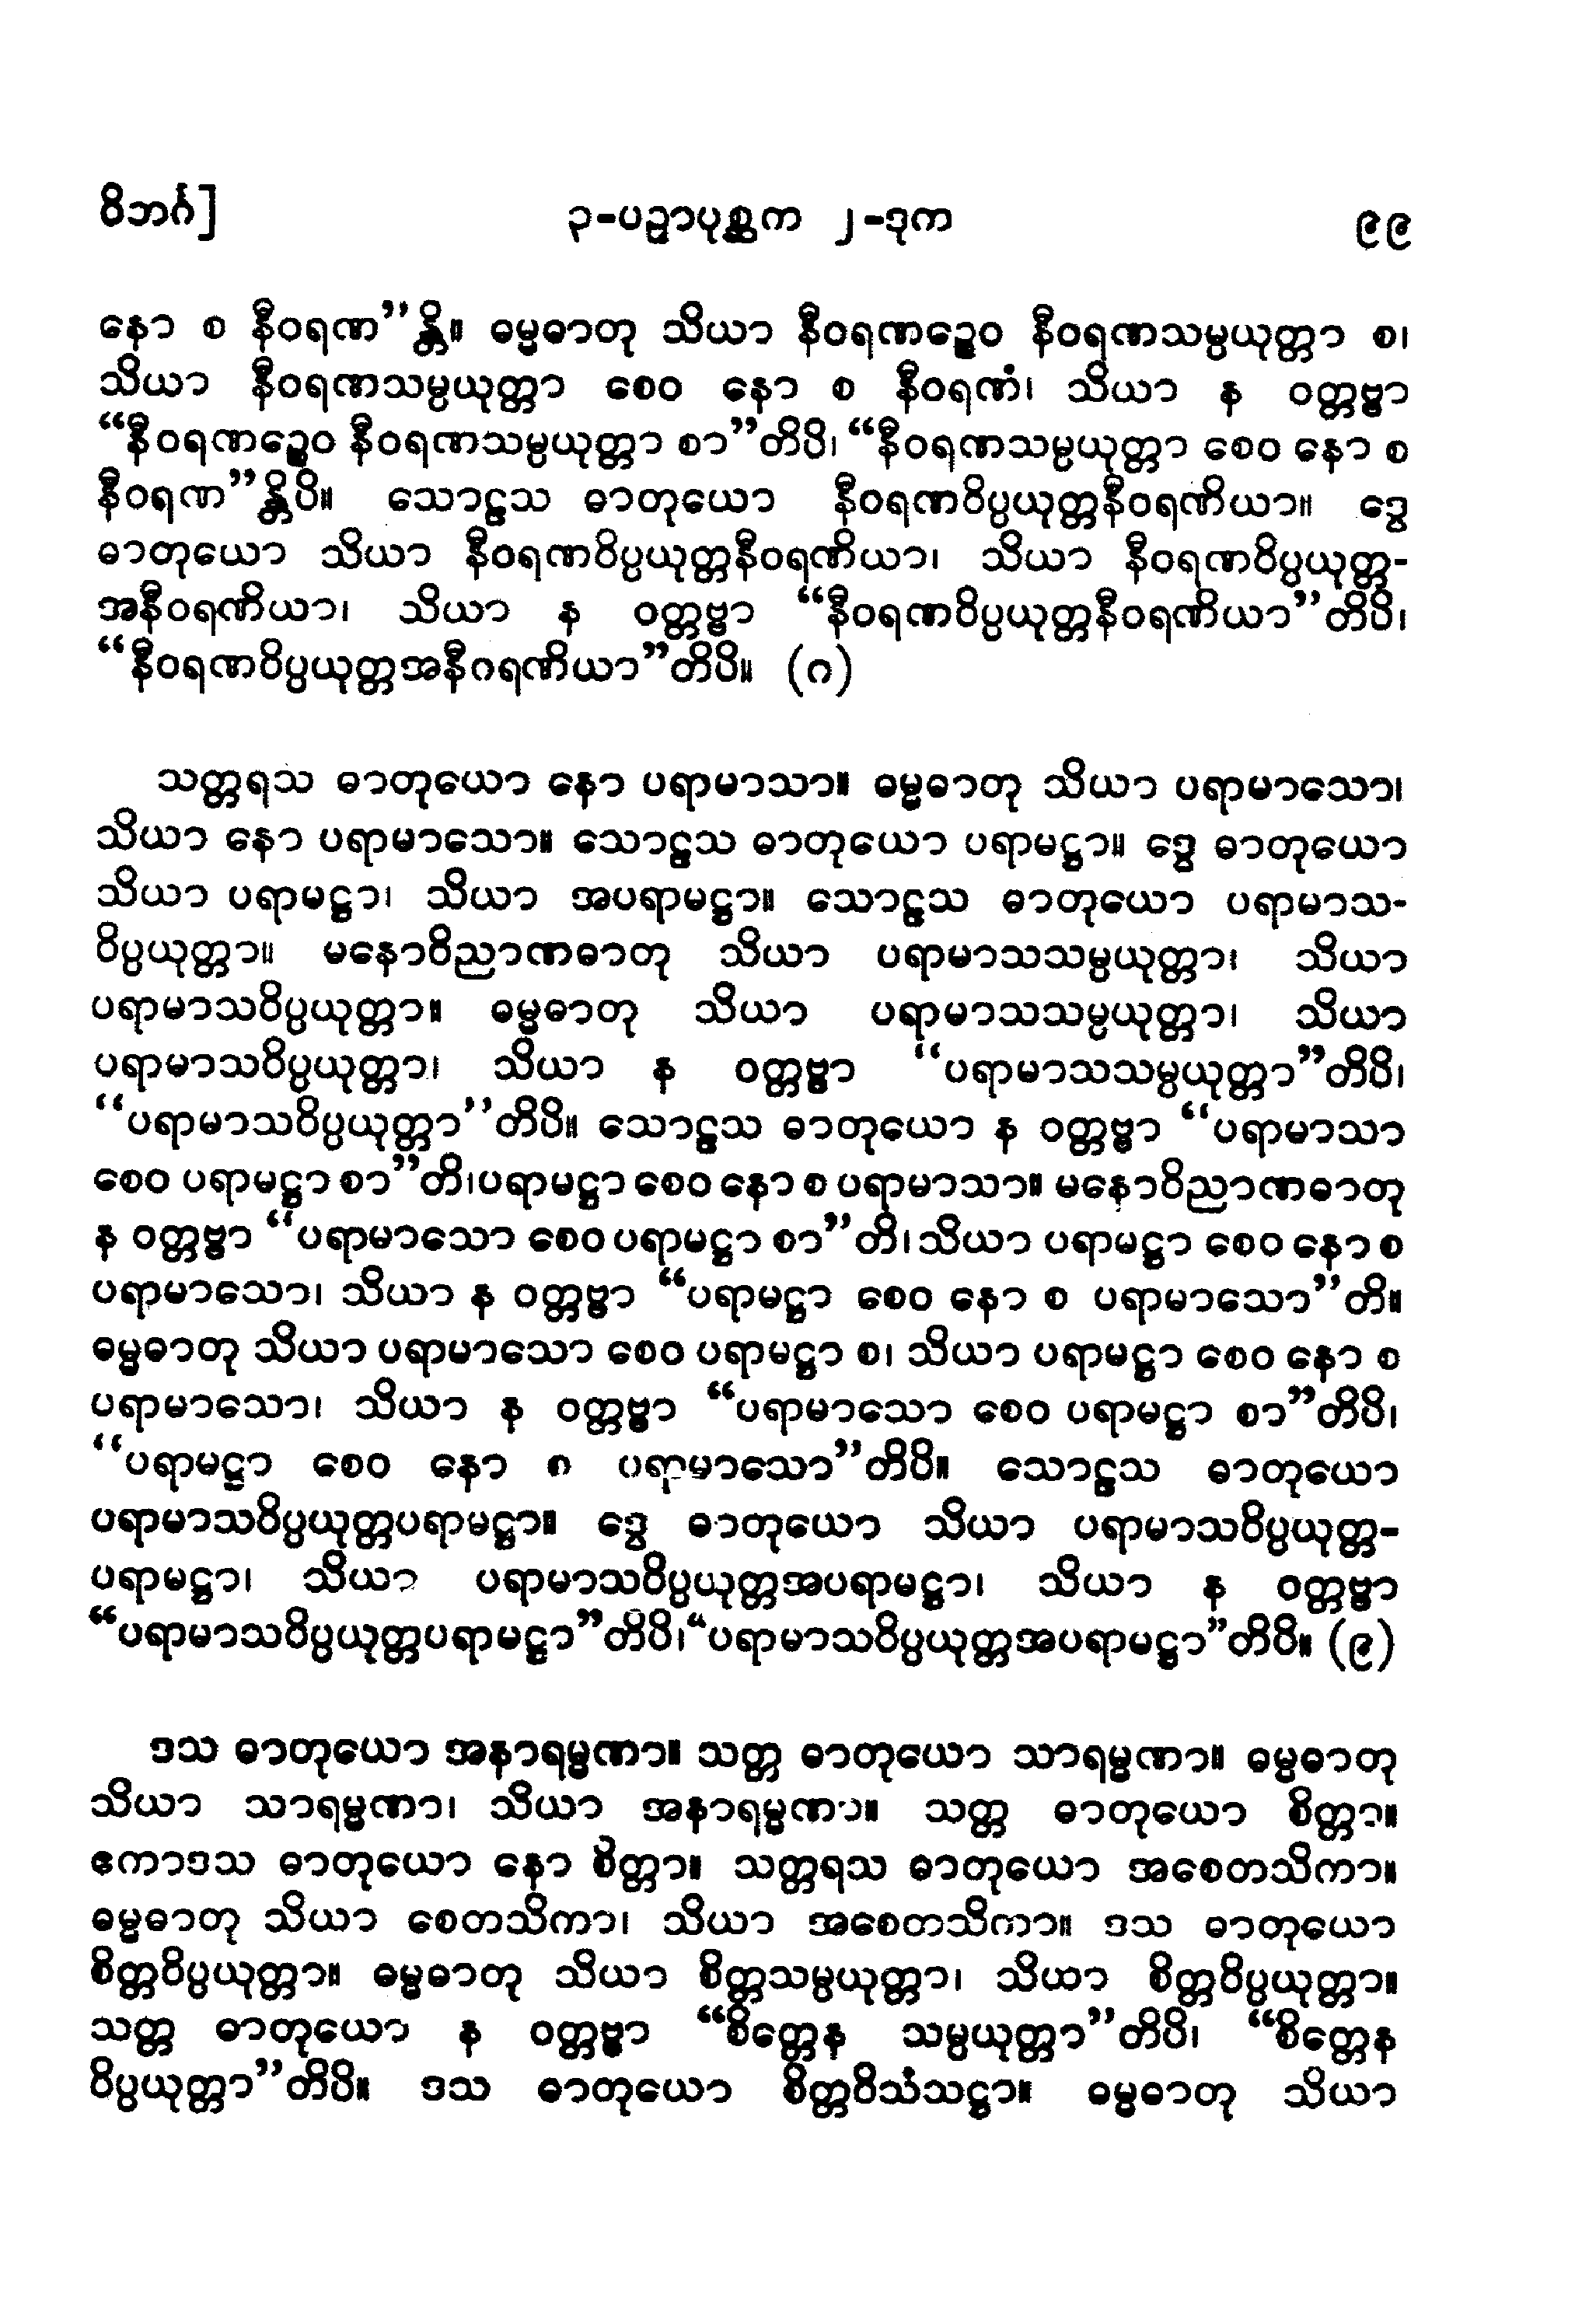 ဝိဘင်္ဂ]
၃-ပဉှာပုစ္ဆက ၂-ဒုက
၉၉
နော စ နီဝရဏ”န္တိ။ ဓမ္မဓာတု သိယာ နီဝရဏဉ္စေဝ နီဝရဏသမ္ပယုတ္တာ စ၊
သိယာ နီဝရဏသမ္ပယုတ္တာ စေဝ နော စ နီဝရဏံ၊ သိယာ န ဝတ္တဗ္ဗာ
“နီဝရဏဉ္စေဝ နီဝရဏသမ္ပယုတ္တာ စာ”တိပိ၊ “နီဝရဏသမ္ပယုတ္တာ စေဝ နော စ
နီဝရဏ”န္တိပိ။ သောဠသ ဓာတုယော နီဝရဏဝိပ္ပယုတ္တနီဝရဏိယာ။ ဒွေ
ဓာတုယော သိယာ နီဝရဏဝိပ္ပယုတ္တနီဝရဏိယာ၊ သိယာ နီဝရဏဝိပ္ပယုတ္တ-
အနီဝရဏိယာ၊ သိယာ န ဝတ္တဗ္ဗာ “နီဝရဏဝိပ္ပယုတ္တနီဝရဏိယာ”တိပိ၊
“နီဝရဏဝိပ္ပယုတ္တအနီဂရဏိယာ”တိပိ။ (ဂ)
သတ္တရသ ဓာတုယော နော ပရာမာသာ။ ဓမ္မဓာတု သိယာ ပရာမာသော၊
သိယာ နော ပရာမာသော။ သောဠသ ဓာတုယော ပရာမဋ္ဌာ။ ဒွေ ဓာတုယော
သိယာ ပရာမဋ္ဌာ၊ သိယာ အပရာမဋ္ဌာ။ သောဠသ ဓာတုယော ပရာမာသ-
ဝိပ္ပယုတ္တာ။ မနောဝိညာဏဓာတု သိယာ ပရာမာသသမ္ပယုတ္တာ၊ သိယာ
ပရာမာသဝိပ္ပယုတ္တာ။ ဓမ္မဓာတု သိယာ ပရာမာသသမ္ပယုတ္တာ၊ သိယာ
ပရာမာသဝိပ္ပယုတ္တာ၊ သိယာ န ဝတ္တဗ္ဗာ “ပရာမာသသမ္ပယုတ္တာ”တိပိ၊
“ပရာမာသဝိပ္ပယုတ္တာ”တိပိ။ သောဠသ ဓာတုယော န ဝတ္တဗ္ဗာ “ပရာမာသာ
စေဝ ပရာမဋ္ဌာ စာ”တိ၊ပရာမဋ္ဌာ စေဝ နော စ ပရာမာသာ။ မနောဝိညာဏဓာတု
န ဝတ္တဗ္ဗာ “ပရာမာသော စေဝ ပရာမဋ္ဌာ စာ”တိ၊သိယာ ပရာမဋ္ဌာ စေဝ နော စ
ပရာမာသော၊ သိယာ န ဝတ္တဗ္ဗာ “ပရာမဋ္ဌာ စေဝ နော စ ပရာမာသော”တိ။
ဓမ္မဓာတု သိယာ ပရာမာသော စေဝ ပရာမဋ္ဌာ စ၊ သိယာ ပရာမဋ္ဌာ စေဝ နော စ
ပရာမာသော၊ သိယာ န ဝတ္တဗ္ဗာ “ပရာမာသော စေဝ ပရာမဋ္ဌာ စာ”တိပိ၊
“ပရာမဋ္ဌာ စေဝ နော စ ပရာမာသော”တိပိ။ သောဠသ ဓာတုယော
ပရာမာသဝိပ္ပယုတ္တပရာမဋ္ဌာ။ ဒွေ ဓာတုယော သိယာ ပရာမာသဝိပ္ပယုတ္တ-
ပရာမဋ္ဌာ၊ သိယာ ပရာမာသဝိပ္ပယုတ္တအပရာမဋ္ဌာ၊ သိယာ န ဝတ္တဗ္ဗာ
“ပရာမာသဝိပ္ပယုတ္တပရာမဋ္ဌာ”တိပိ၊“ပရာမာသဝိပ္ပယုတ္တအပရာမဋ္ဌာ”တိပိ။ (၉)
ဒသ ဓာတုယော အနာရမ္မဏာ။ သတ္တ ဓာတုယော သာရမ္မဏာ။ ဓမ္မဓာတု
သိယာ သာရမ္မဏာ၊ သိယာ အနာရမ္မဏာ။ သတ္တ ဓာတုယော စိတ္တာ။
ဧကာဒသ ဓာတုယော နော စိတ္တာ။ သတ္တရသ ဓာတုယော အစေတသိကာ။
ဓမ္မဓာတု သိယာ စေတသိကာ၊ သိယာ အစေတသိကာ။ ဒသ ဓာတုယော
စိတ္တဝိပ္ပယုတ္တာ။ ဓမ္မဓာတု သိယာ စိတ္တသမ္ပယုတ္တာ၊ သိယာ စိတ္တဝိပ္ပယုတ္တာ။
သတ္တ ဓာတုယော န ဝတ္တဗ္ဗာ “စိတ္တေန သမ္ပယုတ္တာ”တိပိ၊ “စိတ္တေန
ဝိပ္ပယုတ္တာ”တိပိ။ ဒသ ဓာတုယော စိတ္တဝိသံသဋ္ဌာ။ ဓမ္မဓာတု သိယာ